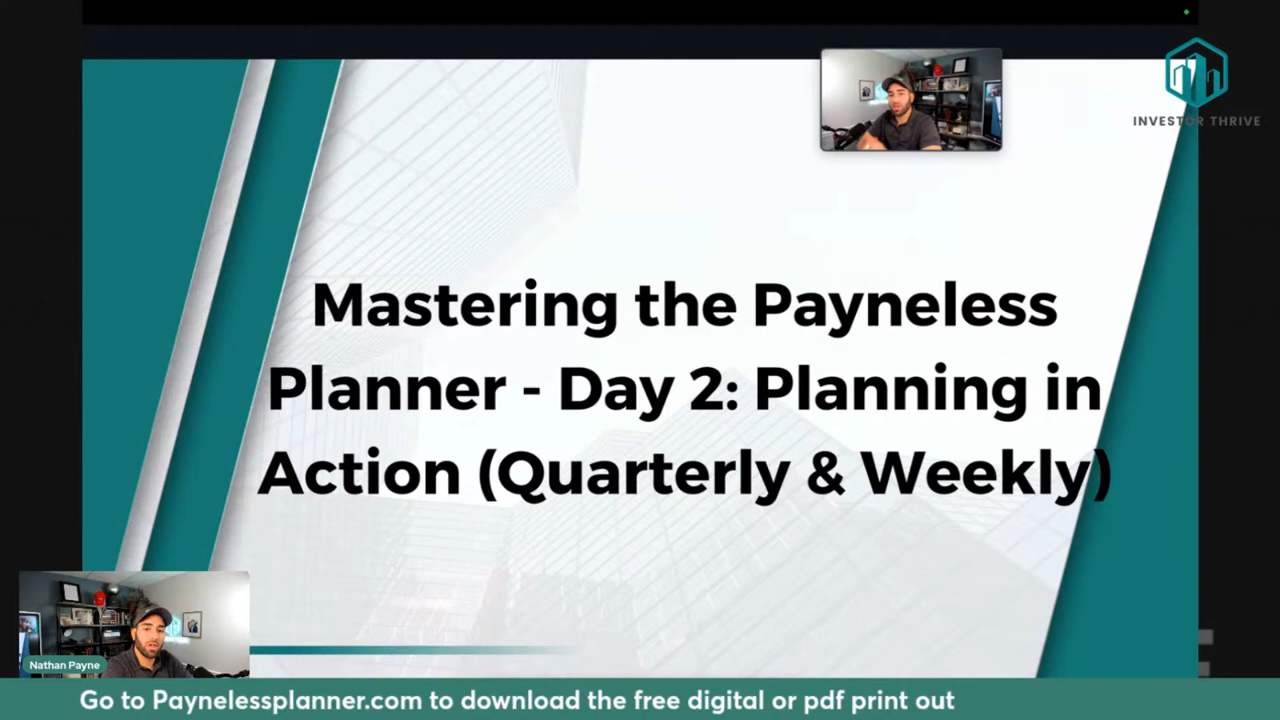 INVESTOR THRIVE
Mastering the Payneless
Planner - Day 2: Planning in
Action (Quarterly & Weekly)
Nathan Payne
Go to Paynelessplanner.com to download the free digital or pdf print out